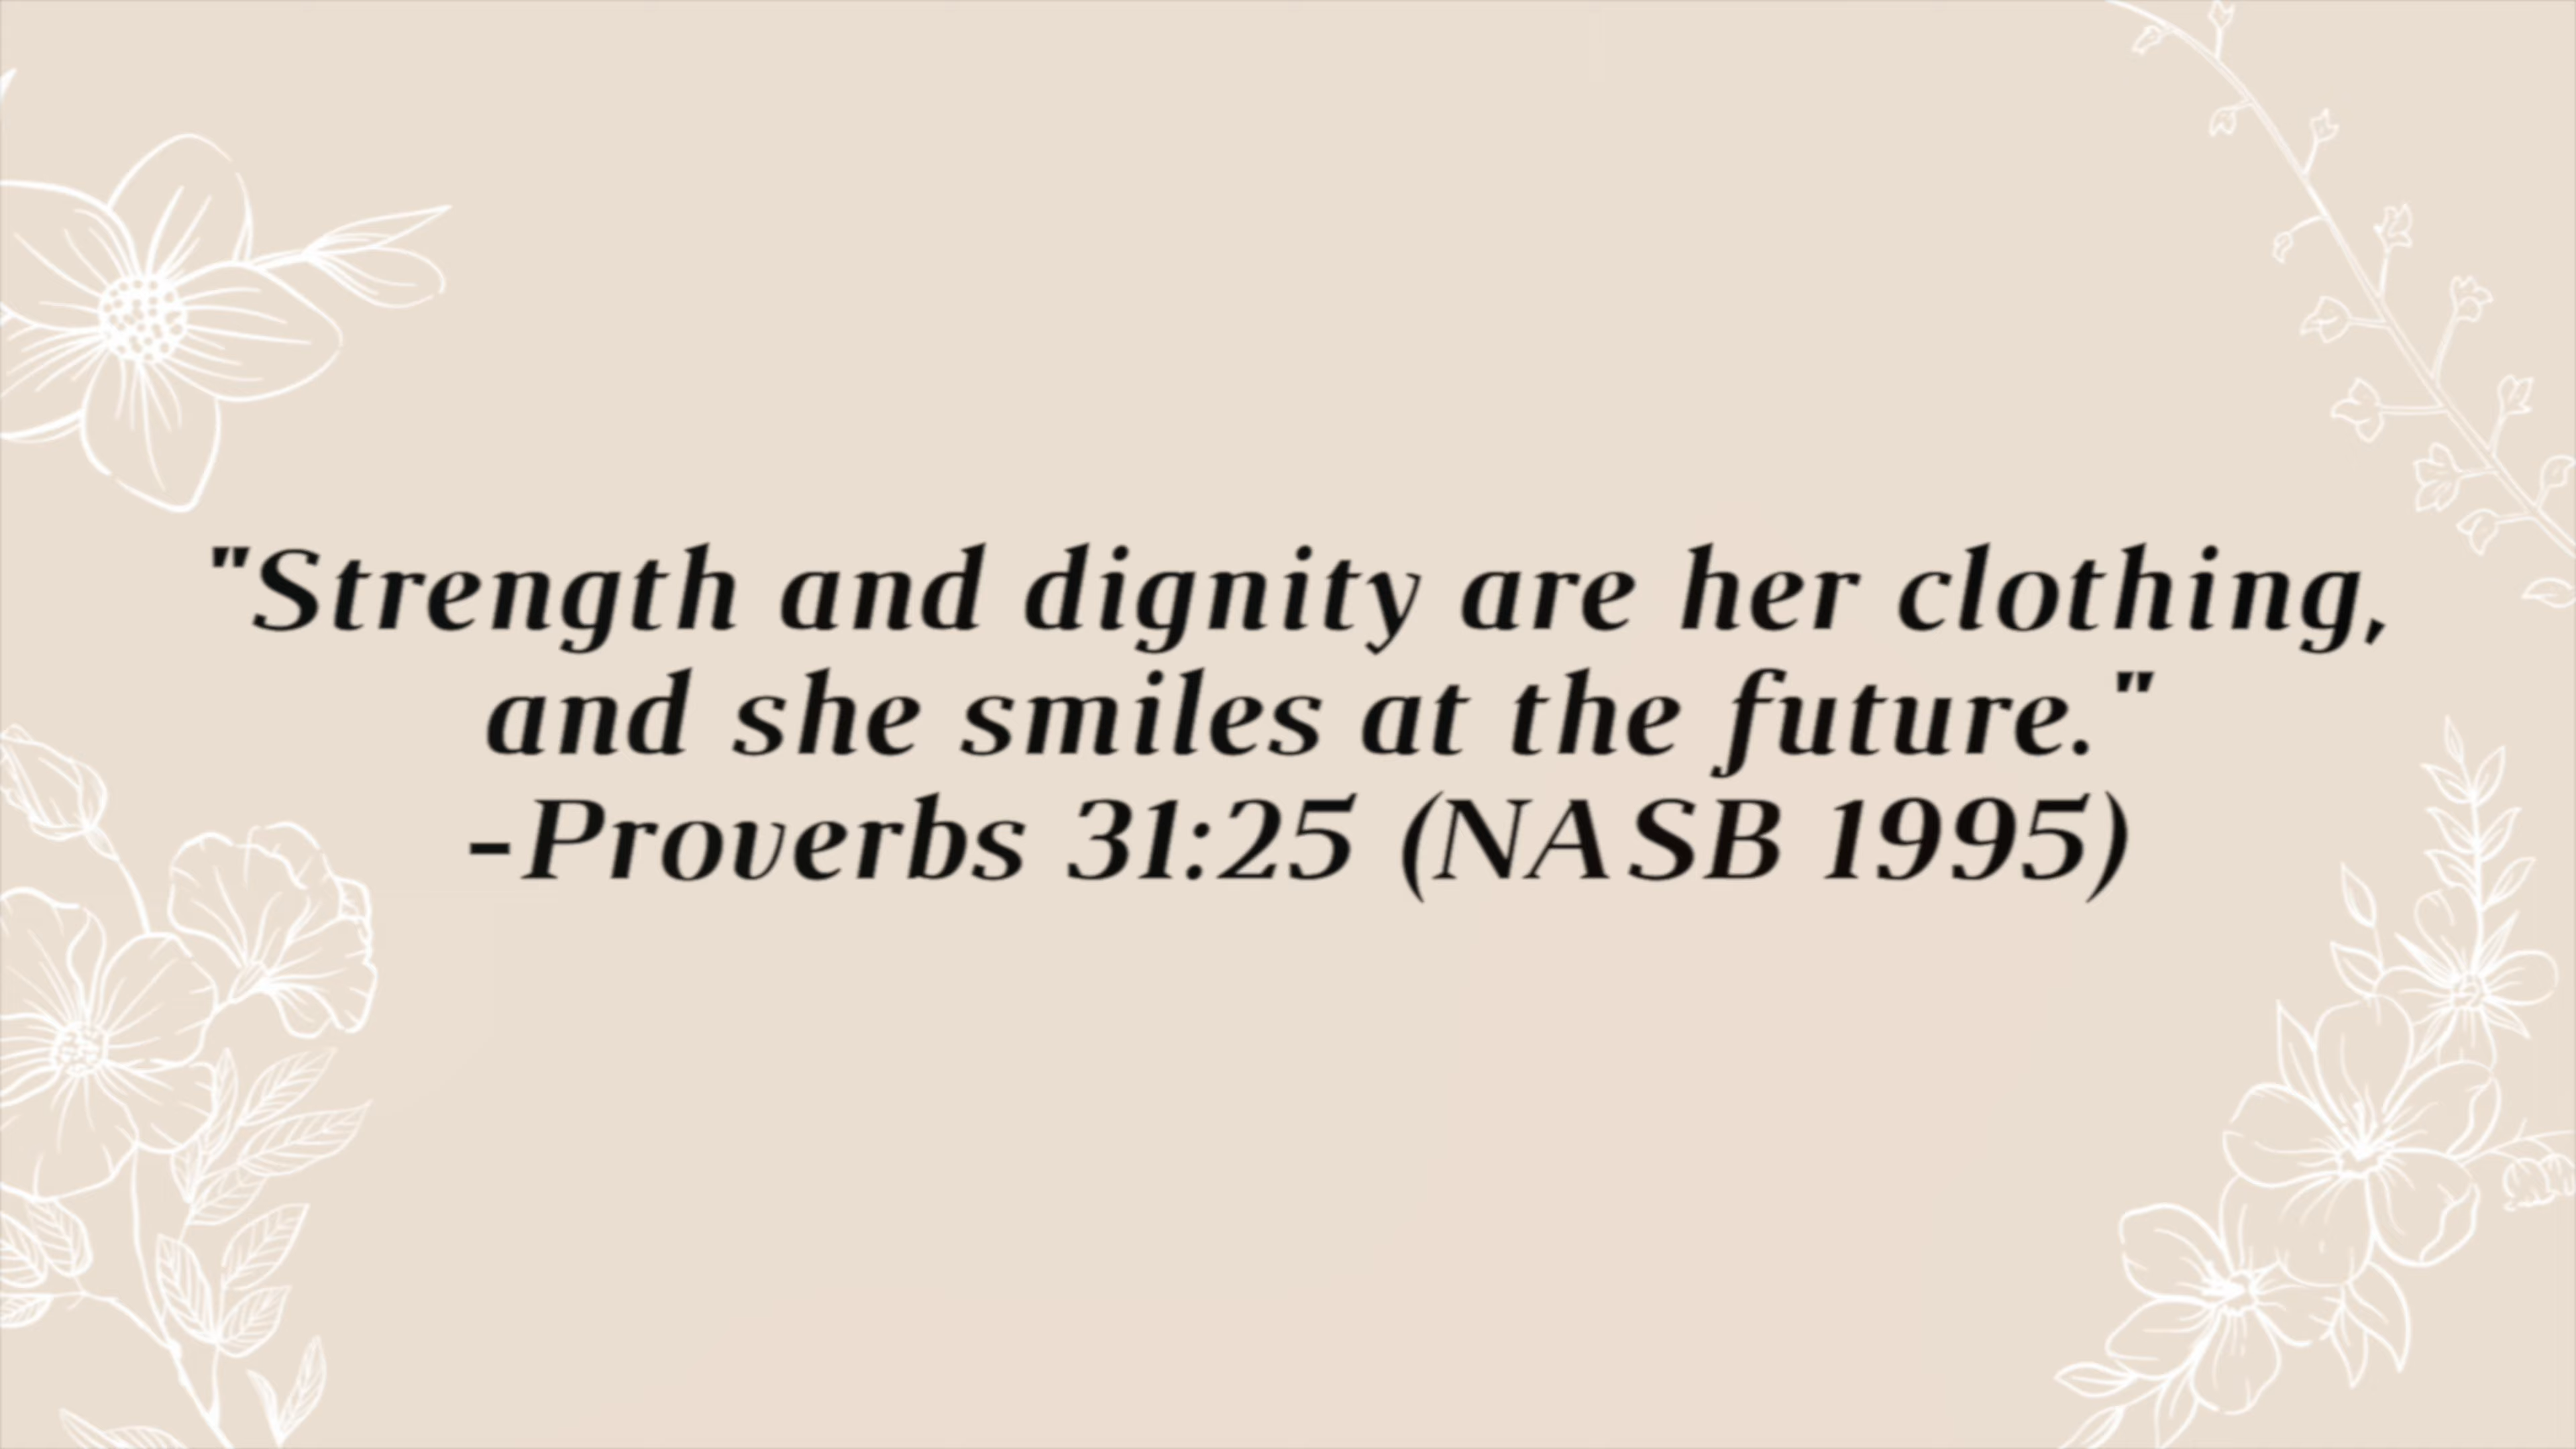 "Strength and dignity are her clothing,
and she smiles at the future."
-Proverbs 31:25 (NASB 1995)